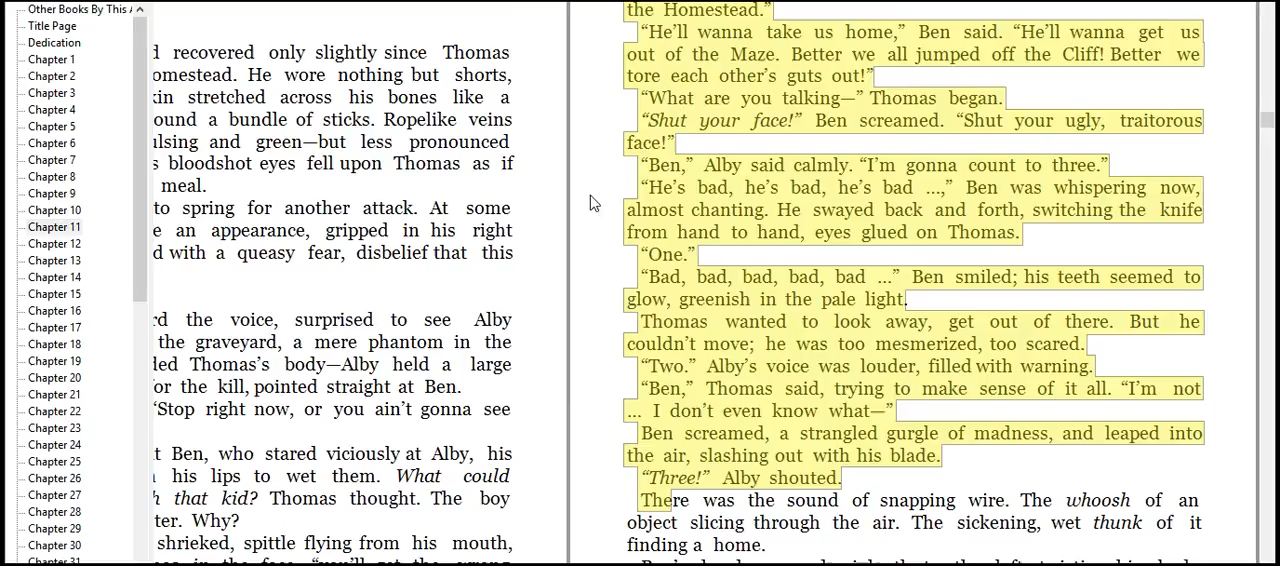 Other Books By This A
Title Page
Dedication
Chapter 1
Chapter 2
Chapter 3
Chapter 4
Chapter 5
Chapter 6
Chapter 7
Chapter 8
Chapter 9
Chapter 10
Chapter 11
Chapter 12
Chapter 13
Chapter 14
Chapter 15
Chapter 16
Chapter 17
Chapter 18
Chapter 19
Chapter 20
Chapter 21
Chapter 22
Chapter 23
Chapter 24
Chapter 25
Chapter 26
Chapter 27
Chapter 28
Chapter 29
Chapter 30
Chapter 31
d recovered only slightly since Thomas
omestead. He wore nothing but shorts,
kin stretched across his bones like a
ound a bundle of sticks. Ropelike veins
ulsing and green—but less pronounced
s bloodshot eyes fell upon Thomas as if
meal.
to spring for another attack. At some
e an appearance, gripped in his right
d with a queasy fear, disbelief that this
rd the voice, surprised to see Alby
the graveyard, a mere phantom in the
ded Thomas's body—Alby held a large
for the kill, pointed straight at Ben.
“Stop right now, or you ain't gonna see
t Ben, who stared viciously at Alby, his
his lips to wet them. What could
h that kid? Thomas thought. The boy
ter. Why?
shrieked, spittle flying from his mouth,
in the face. “you'll get the wrong
the Homestead.”
“He'll wanna take us home,” Ben said. “He'll wanna get us
out of the Maze. Better we all jumped off the Cliff! Better we
tore each other's guts out!”
“What are you talking—” Thomas began.
“Shut your face!” Ben screamed. “Shut your ugly, traitorous
face!”
“Ben,” Alby said calmly. “I'm gonna count to three.”
“He's bad, he's bad, he's bad ...,” Ben was whispering now,
almost chanting. He swayed back and forth, switching the knife
from hand to hand, eyes glued on Thomas.
“One.”
“Bad, bad, bad, bad, bad ...” Ben smiled; his teeth seemed to
glow, greenish in the pale light.
Thomas wanted to look away, get out of there. But he
couldn't move; he was too mesmerized, too scared.
“Two.” Alby's voice was louder, filled with warning.
“Ben,” Thomas said, trying to make sense of it all. “I'm not
... I don't even know what—”
Ben screamed, a strangled gurgle of madness, and leaped into
the air, slashing out with his blade.
“Three!” Alby shouted.
There was the sound of snapping wire. The whoosh of an
object slicing through the air. The sickening, wet thunk of it
finding a home.